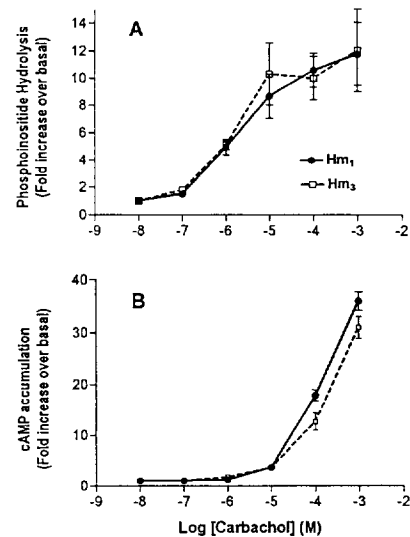 A
Phosphoinositide Hydrolysis
(Fold increase over basal)
14
12
10
8
6
4
2
0
Hm1
Hm3
-9 -8 -7 -6 -5 -4 -3 -2
B
cAMP accumulation
(Fold increase over basal)
40
30
20
10
0
-9 -8 -7 -6 -5 -4 -3 -2
Log [Carbachol] (M)